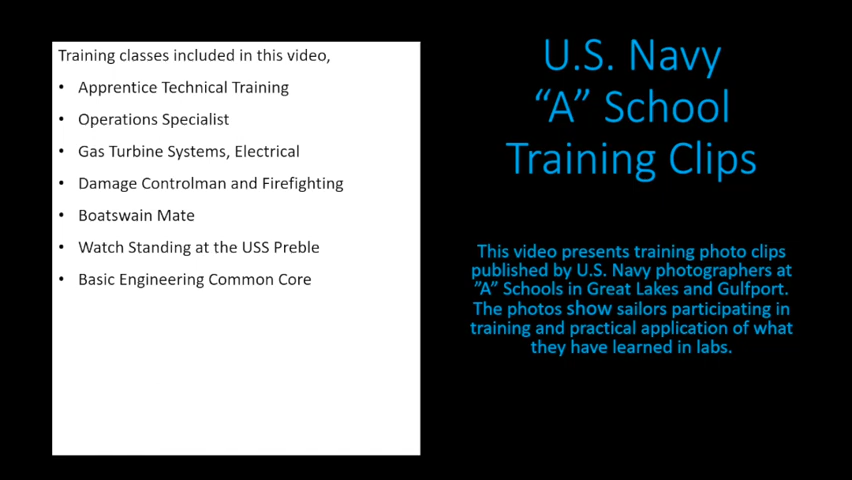 Training classes included in this video,
• Apprentice Technical Training
• Operations Specialist
• Gas Turbine Systems, Electrical
• Damage Controlman and Firefighting
• Boatswain Mate
• Watch Standing at the USS Preble
• Basic Engineering Common Core
U.S. Navy
“A” School
Training Clips
This video presents training photo clips
published by U.S. Navy photographers at
”A” Schools in Great Lakes and Gulfport.
The photos show sailors participating in
training and practical application of what
they have learned in labs.